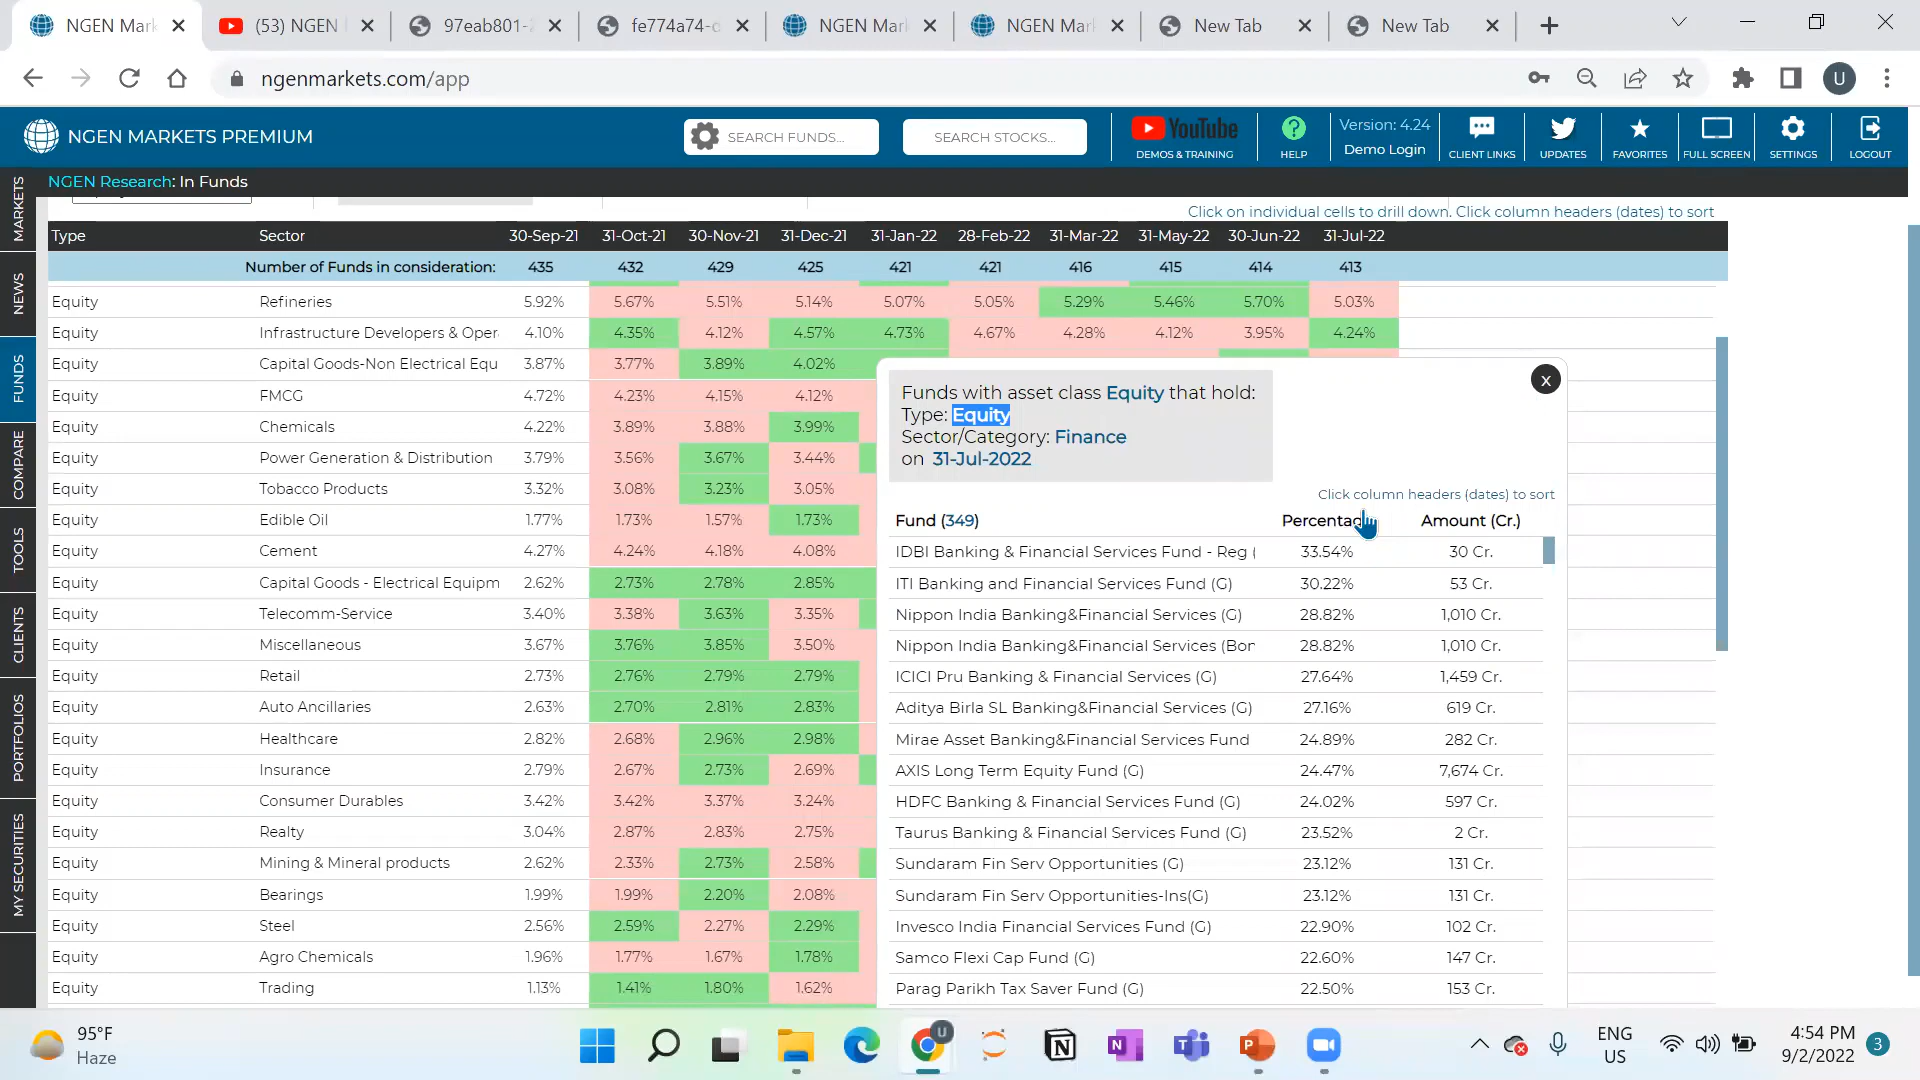 NGEN Mark
(53) NGEN
97eab801-
fe774a74-c
NGEN Mar
NGEN Mar
New Tab
New Tab
ngenmarkets.com/app
U
NGEN MARKETS PREMIUM
SEARCH FUNDS...
SEARCH STOCKS...
YouTube
DEMOS & TRAINING
HELP
Version: 4.24
Demo Login
CLIENT LINKS
UPDATES
FAVORITES
FULL SCREEN
SETTINGS
LOGOUT
NGEN Research: In Funds
MARKETS
NEWS
FUNDS
COMPARE
TOOLS
CLIENTS
PORTFOLIOS
MY SECURITIES
Click on individual cells to drill down. Click column headers (dates) to sort
Type Sector 30-Sep-21 31-Oct-21 30-Nov-21 31-Dec-21 31-Jan-22 28-Feb-22 31-Mar-22 31-May-22 30-Jun-22 31-Jul-22
Number of Funds in consideration: 435 432 429 425 421 421 416 415 414 413
Equity Refineries 5.92% 5.67% 5.51% 5.14% 5.07% 5.05% 5.29% 5.46% 5.70% 5.03%
Equity Infrastructure Developers & Oper 4.10% 4.35% 4.12% 4.57% 4.73% 4.67% 4.28% 4.12% 3.95% 4.24%
Equity Capital Goods-Non Electrical Equ 3.87% 3.77% 3.89% 4.02%
Equity FMCG 4.72% 4.23% 4.15% 4.12%
Equity Chemicals 4.22% 3.89% 3.88% 3.99%
Equity Power Generation & Distribution 3.79% 3.56% 3.67% 3.44%
Equity Tobacco Products 3.32% 3.08% 3.23% 3.05%
Equity Edible Oil 1.77% 1.73% 1.57% 1.73%
Equity Cement 4.27% 4.24% 4.18% 4.08%
Equity Capital Goods - Electrical Equipm 2.62% 2.73% 2.78% 2.85%
Equity Telecomm-Service 3.40% 3.38% 3.63% 3.35%
Equity Miscellaneous 3.67% 3.76% 3.85% 3.50%
Equity Retail 2.73% 2.76% 2.79% 2.79%
Equity Auto Ancillaries 2.63% 2.70% 2.81% 2.83%
Equity Healthcare 2.82% 2.68% 2.96% 2.98%
Equity Insurance 2.79% 2.67% 2.73% 2.69%
Equity Consumer Durables 3.42% 3.42% 3.37% 3.24%
Equity Realty 3.04% 2.87% 2.83% 2.75%
Equity Mining & Mineral products 2.62% 2.33% 2.73% 2.58%
Equity Bearings 1.99% 1.99% 2.20% 2.08%
Equity Steel 2.56% 2.59% 2.27% 2.29%
Equity Agro Chemicals 1.96% 1.77% 1.67% 1.78%
Equity Trading 1.13% 1.41% 1.80% 1.62%
x
Funds with asset class Equity that hold:
Type: Equity
Sector/Category: Finance
on 31-Jul-2022
Click column headers (dates) to sort
Fund (349) Percentag Amount (Cr.)
IDBI Banking & Financial Services Fund - Reg ( 33.54% 30 Cr.
ITI Banking and Financial Services Fund (G) 30.22% 53 Cr.
Nippon India Banking&Financial Services (G) 28.82% 1,010 Cr.
Nippon India Banking&Financial Services (Bor 28.82% 1,010 Cr.
ICICI Pru Banking & Financial Services (G) 27.64% 1,459 Cr.
Aditya Birla SL Banking&Financial Services (G) 27.16% 619 Cr.
Mirae Asset Banking&Financial Services Fund 24.89% 282 Cr.
AXIS Long Term Equity Fund (G) 24.47% 7,674 Cr.
HDFC Banking & Financial Services Fund (G) 24.02% 597 Cr.
Taurus Banking & Financial Services Fund (G) 23.52% 2 Cr.
Sundaram Fin Serv Opportunities (G) 23.12% 131 Cr.
Sundaram Fin Serv Opportunities-Ins(G) 23.12% 131 Cr.
Invesco India Financial Services Fund (G) 22.90% 102 Cr.
Samco Flexi Cap Fund (G) 22.60% 147 Cr.
Parag Parikh Tax Saver Fund (G) 22.50% 153 Cr.
95°F
Haze
U
ENG
US
4:54 PM
9/2/2022
3